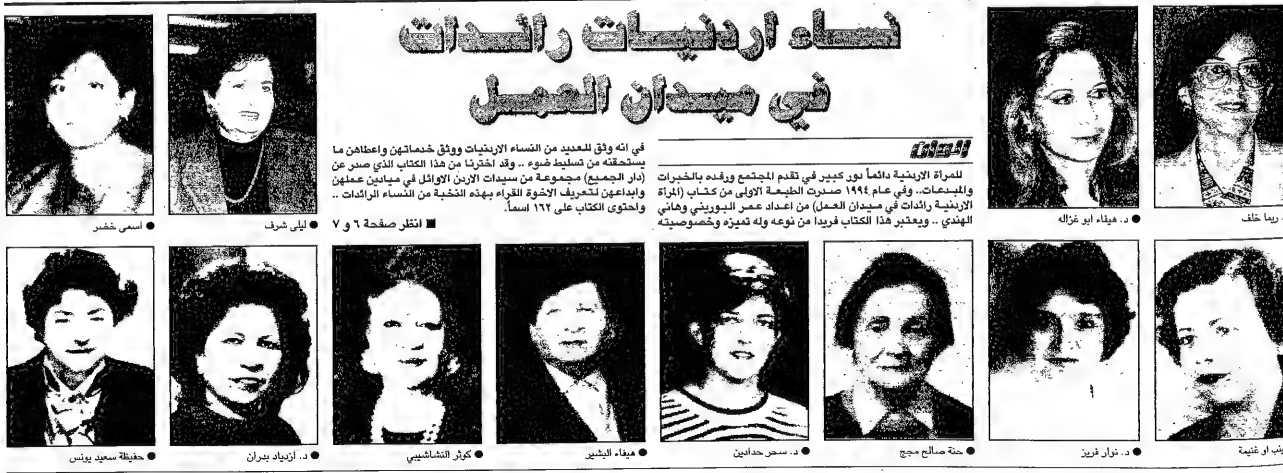 نساء اردنيات رائدات
في ميدان العمل
للمرأة الاردنية دائماً دور كبير في تقدم المجتمع ورفده بالخبرات
والمبدعات.. وفي عام ١٩٩٤ صدرت الطبعة الاولى من كتاب (المرأة
الاردنية رائدات في ميدان العمل) من اعداد عمر البوريني وهاني
الهندي .. ويعتبر هذا الكتاب فريدا من نوعه وله تميزه وخصوصيته
في انه وثق للعديد من النساء الاردنيات ووثق خدماتهن واعطاهن ما
يستحقنه من تسليط ضوء .. وقد اخترنا من هذا الكتاب الذي صدر عن
(دار الجميع) مجموعة من سيدات الاردن الاوائل في ميادين عملهن
وابداعهن لتعريف الاخوة القراء بهذه النخبة من النساء الرائدات ..
واحتوى الكتاب على ١٦٢ اسماً.
■ انظر صفحة ٦ و ٧
ريما خلف
● د. هيفاء ابو غزاله
● ليلى شرف
● اسمى خضر
او غنيمة
● د. نوار فريز
● حنة صالح مجج
● د. سحر حدادين
● هيفاء البشير
● كوثر النشاشيبي
● د. ازدياد بدران
● حفيظة سعيد يونس